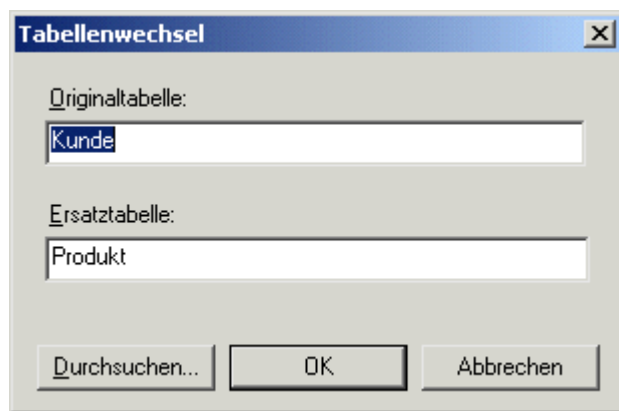 Tabellenwechsel
Originaltabelle:
Kunde
Ersatztabelle:
Produkt
Durchsuchen... OK Abbrechen